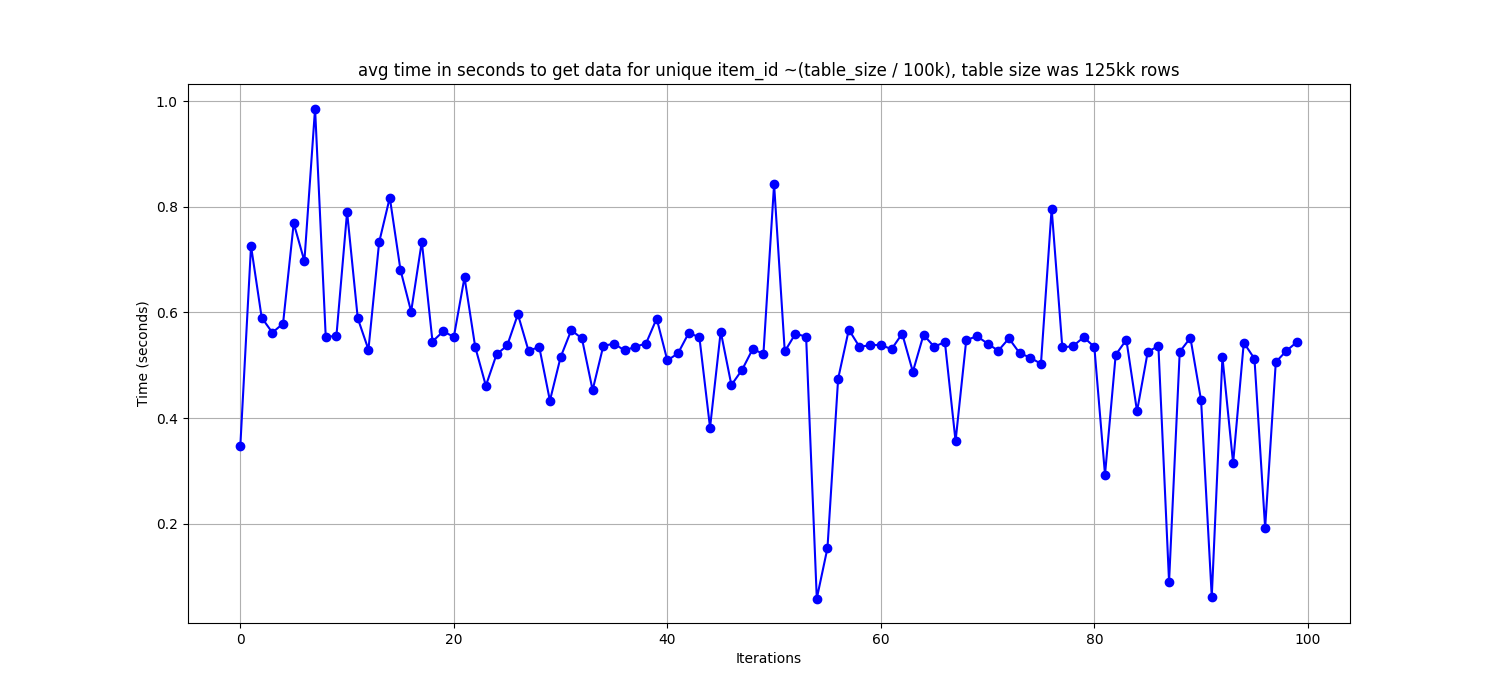 avg time in seconds to get data for unique item_id ~(table_size / 100k), table size was 125kk rows
1.0
0.8
0.6
0.4
0.2
Time (seconds)
0 20 40 60 80 100
Iterations